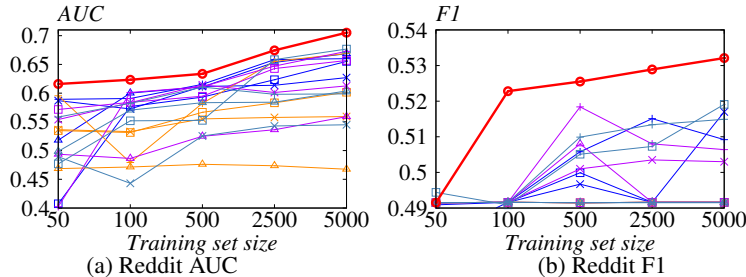 AUC
0.7
0.65
0.6
0.55
0.5
0.45
0.4
50 100 500 2500 5000
Training set size
(a) Reddit AUC
F1
0.54
0.53
0.52
0.51
0.5
0.49
50 100 500 2500 5000
Training set size
(b) Reddit F1